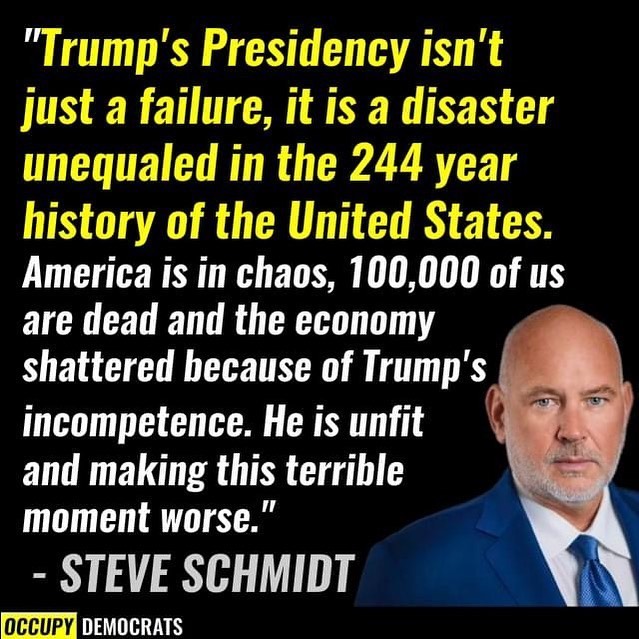 "Trump's Presidency isn't
just a failure, it is a disaster
unequaled in the 244 year
history of the United States.
America is in chaos, 100,000 of us
are dead and the economy
shattered because of Trump's
incompetence. He is unfit
and making this terrible
moment worse."
- STEVE SCHMIDT
OCCUPY DEMOCRATS